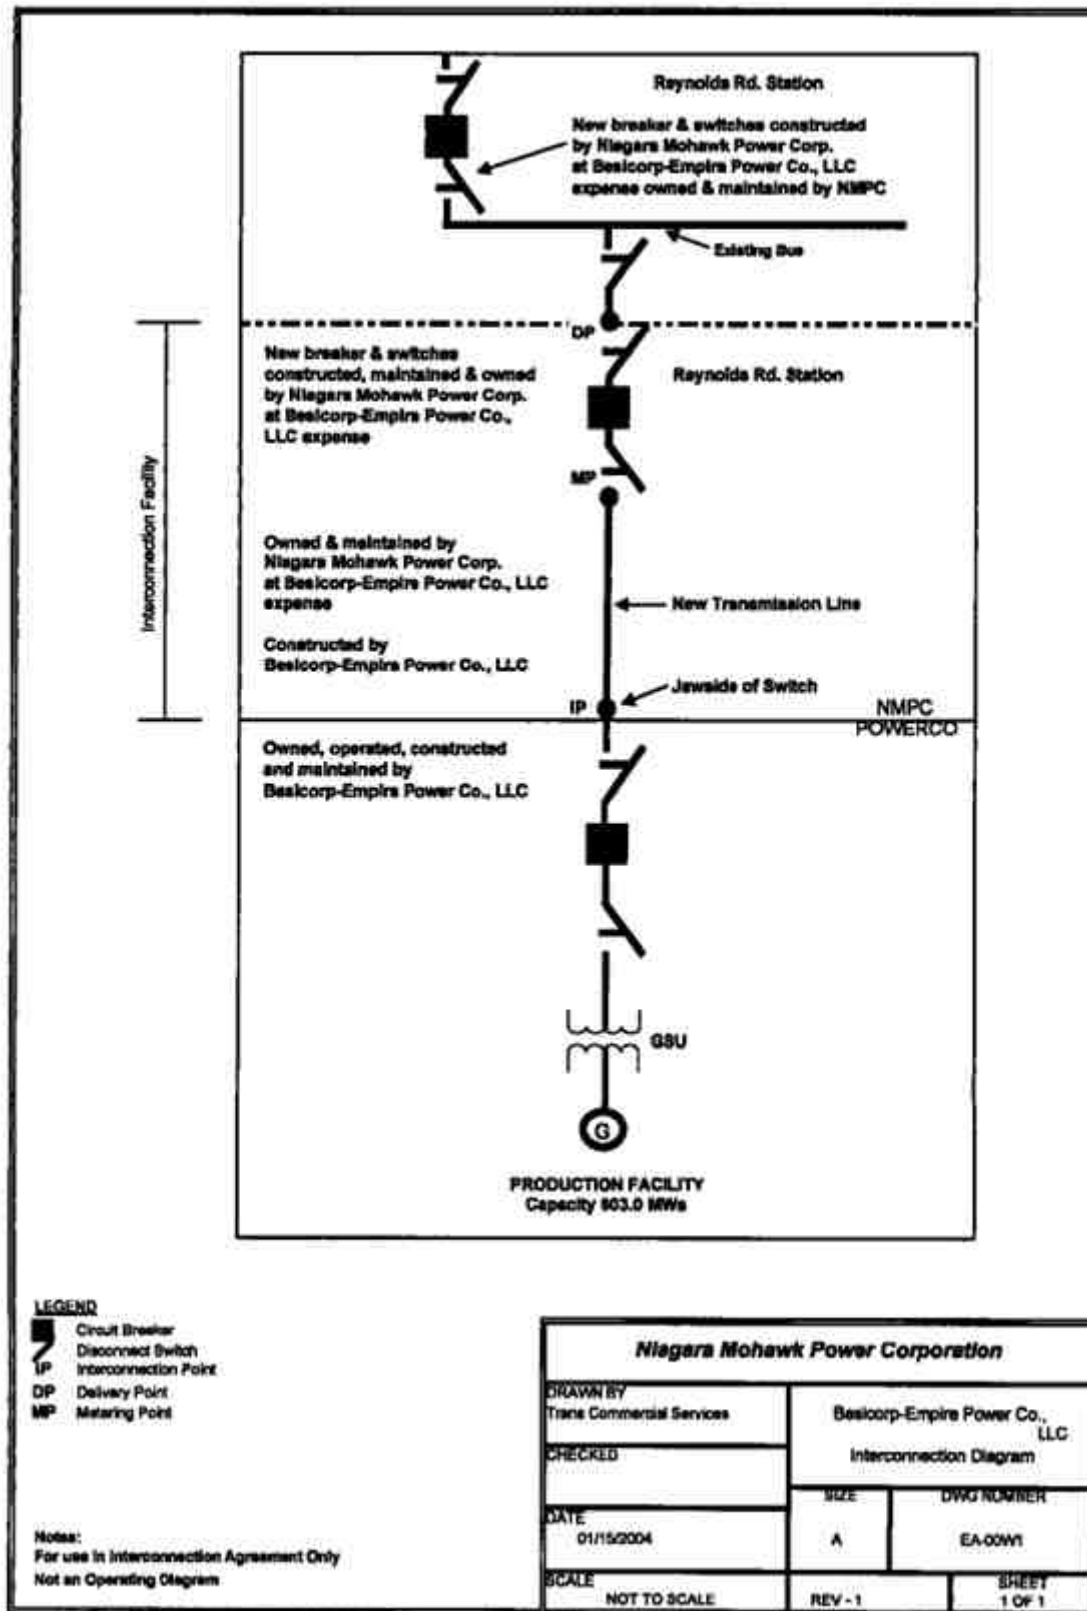 Reynolds Rd. Station
New breaker & switches constructed
by Niagara Mohawk Power Corp.
at Besicorp-Empire Power Co., LLC
expense owned & maintained by NMPC
Existing Bus
DP
New breaker & switches
constructed, maintained & owned
by Niagara Mohawk Power Corp.
at Besicorp-Empire Power Co.,
LLC expense
Reynolds Rd. Station
MP
Interconnection Facility
Owned & maintained by
Niagara Mohawk Power Corp.
at Besicorp-Empire Power Co., LLC
expense
New Transmission Line
Constructed by
Besicorp-Empire Power Co., LLC
Jawside of Switch
IP
NMPC
POWERCO
Owned, operated, constructed
and maintained by
Besicorp-Empire Power Co., LLC
GSU
G
PRODUCTION FACILITY
Capacity 603.0 MWs
LEGEND
Circuit Breaker
Disconnect Switch
IP Interconnection Point
DP Delivery Point
MP Metering Point
Notes:
For use in Interconnection Agreement Only
Not an Operating Diagram
Niagara Mohawk Power Corporation
DRAWN BY
Trans Commercial Services
Besicorp-Empire Power Co.,
LLC
Interconnection Diagram
CHECKED
DATE
01/15/2004
SIZE
A
DWG NUMBER
EA-00W1
SCALE
NOT TO SCALE
REV - 1
SHEET
1 OF 1